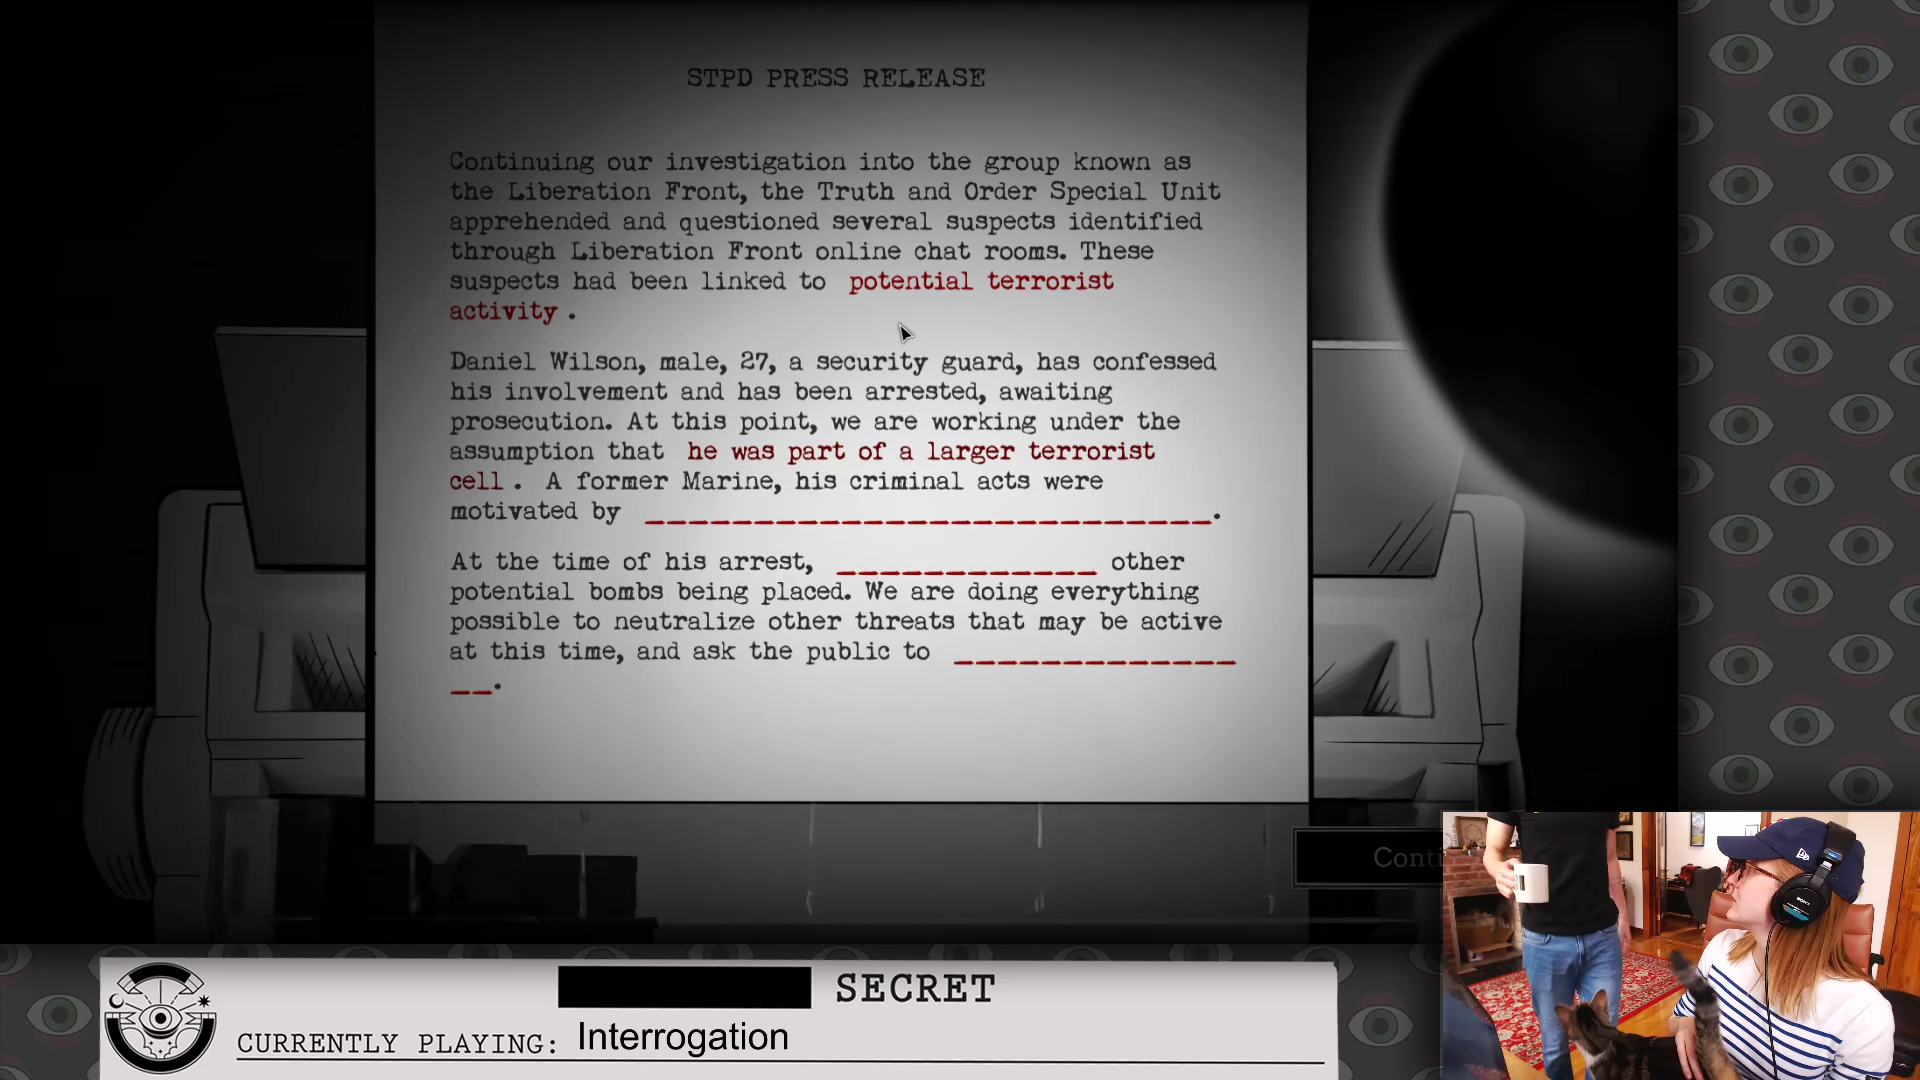 STPD PRESS RELEASE
Continuing our investigation into the group known as
the Liberation Front, the Truth and Order Special Unit
apprehended and questioned several suspects identified
through Liberation Front online chat rooms. These
suspects had been linked to potential terrorist
activity .
Daniel Wilson, male, 27, a security guard, has confessed
his involvement and has been arrested, awaiting
prosecution. At this point, we are working under the
assumption that he was part of a larger terrorist
cell . A former Marine, his criminal acts were
motivated by ___________________________.
At the time of his arrest, ____________ other
potential bombs being placed. We are doing everything
possible to neutralize other threats that may be active
at this time, and ask the public to _____________
__.
Conti
SECRET
CURRENTLY PLAYING: Interrogation
SONY